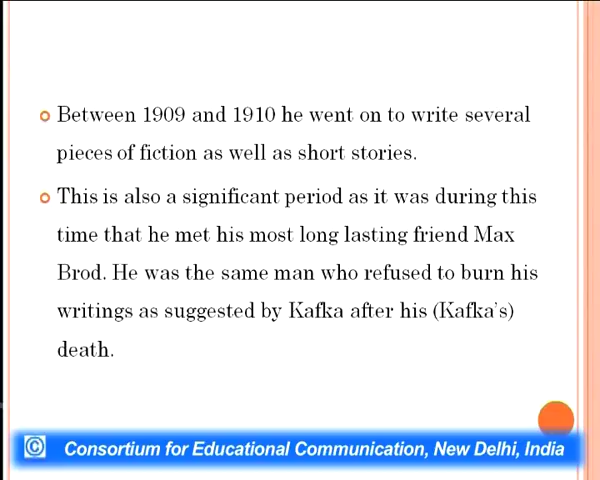 Between 1909 and 1910 he went on to write several
pieces of fiction as well as short stories.
This is also a significant period as it was during this
time that he met his most long lasting friend Max
Brod. He was the same man who refused to burn his
writings as suggested by Kafka after his (Kafka's)
death.
© Consortium for Educational Communication, New Delhi, India